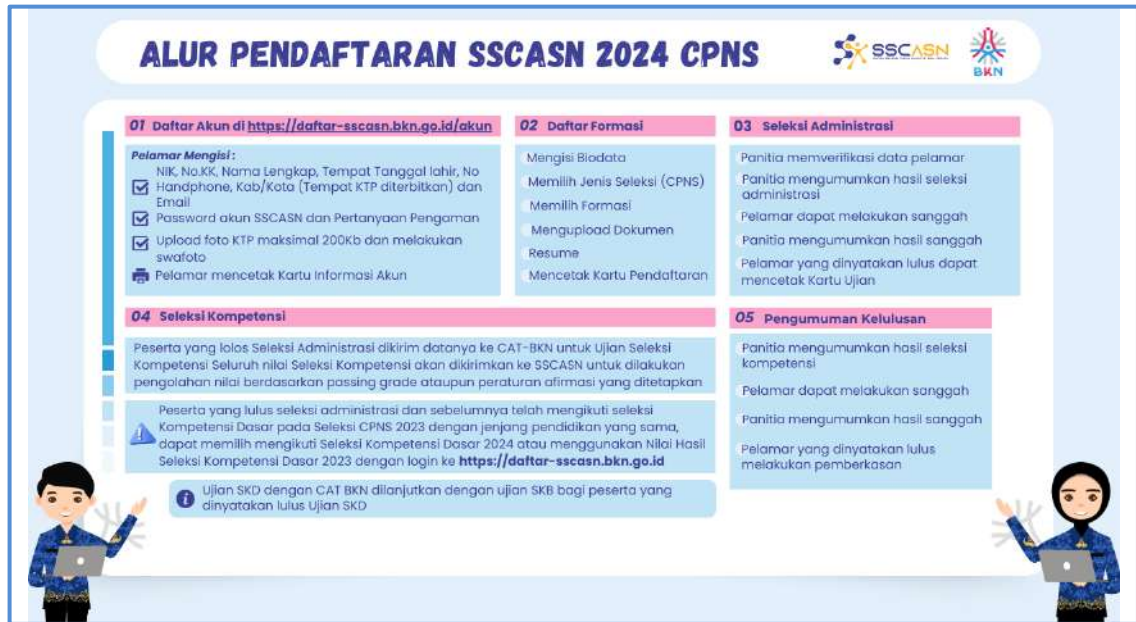 ALUR PENDAFTARAN SSCASN 2024 CPNS
SSCASN
BKN
01 Daftar Akun di https://daftar-sscasn.bkn.go.id/akun
Pelamar Mengisi :
NIK, No.KK, Nama Lengkap, Tempat Tanggal lahir, No
Handphone, Kab/Kota (Tempat KTP diterbitkan) dan
Email
Password akun SSCASN dan Pertanyaan Pengaman
Upload foto KTP maksimal 200Kb dan melakukan
swafoto
Pelamar mencetak Kartu Informasi Akun
02 Daftar Formasi
Mengisi Biodata
Memilih Jenis Seleksi (CPNS)
Memilih Formasi
Mengupload Dokumen
Resume
Mencetak Kartu Pendaftaran
03 Seleksi Administrasi
Panitia memverifikasi data pelamar
Panitia mengumumkan hasil seleksi
administrasi
Pelamar dapat melakukan sanggah
Panitia mengumumkan hasil sanggah
Pelamar yang dinyatakan lulus dapat
mencetak Kartu Ujian
04 Seleksi Kompetensi
Peserta yang lolos Seleksi Administrasi dikirim datanya ke CAT-BKN untuk Ujian Seleksi
Kompetensi Seluruh nilai Seleksi Kompetensi akan dikirimkan ke SSCASN untuk dilakukan
pengolahan nilai berdasarkan passing grade ataupun peraturan afirmasi yang ditetapkan
Peserta yang lulus seleksi administrasi dan sebelumnya telah mengikuti seleksi
Kompetensi Dasar pada Seleksi CPNS 2023 dengan jenjang pendidikan yang sama,
dapat memilih mengikuti Seleksi Kompetensi Dasar 2024 atau menggunakan Nilai Hasil
Seleksi Kompetensi Dasar 2023 dengan login ke https://daftar-sscasn.bkn.go.id
Ujian SKD dengan CAT BKN dilanjutkan dengan ujian SKB bagi peserta yang
dinyatakan lulus Ujian SKD
05 Pengumuman Kelulusan
Panitia mengumumkan hasil seleksi
kompetensi
Pelamar dapat melakukan sanggah
Panitia mengumumkan hasil sanggah
Pelamar yang dinyatakan lulus
melakukan pemberkasan